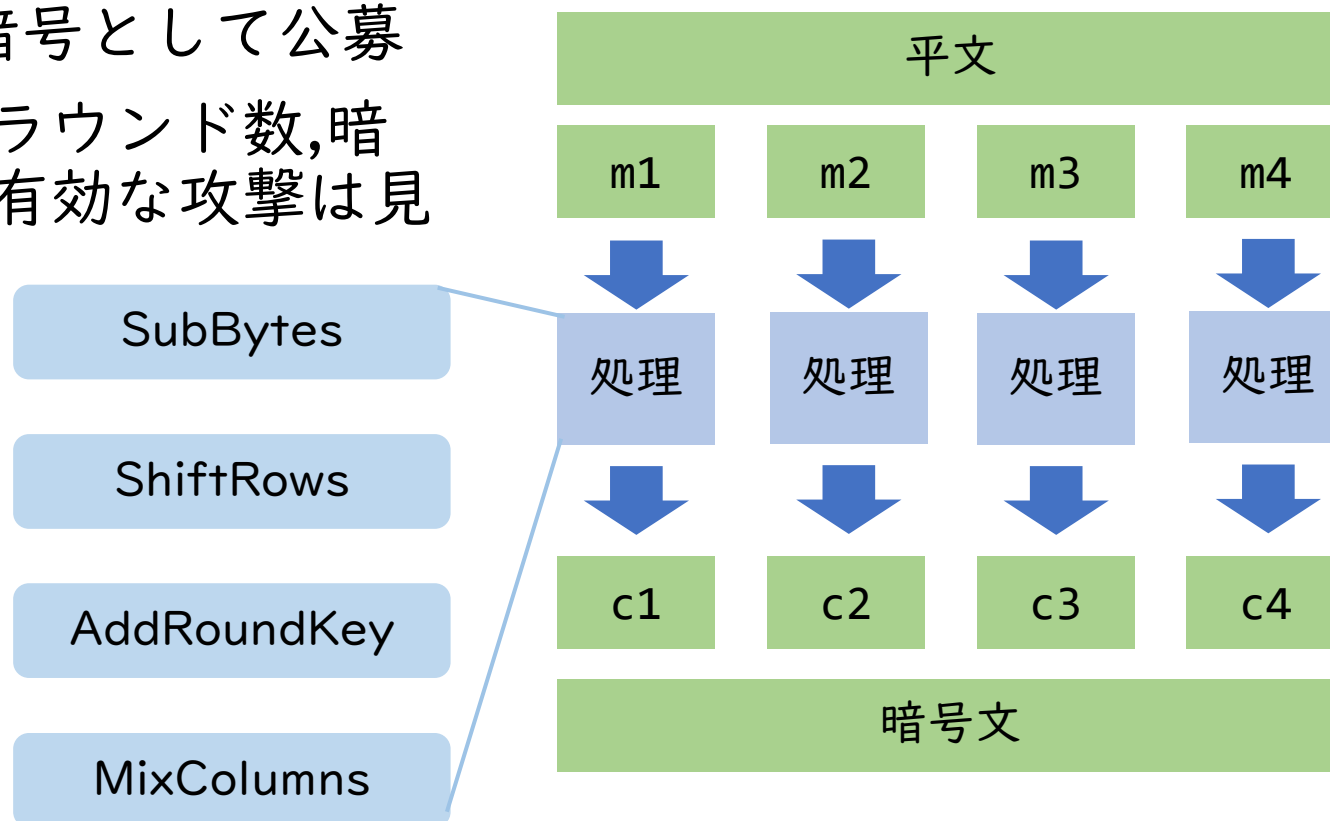 暗号として公募
ラウンド数,暗
有効な攻撃は見
SubBytes
ShiftRows
AddRoundKey
MixColumns
平文
m1 m2 m3 m4
処理 処理 処理 処理
c1 c2 c3 c4
暗号文